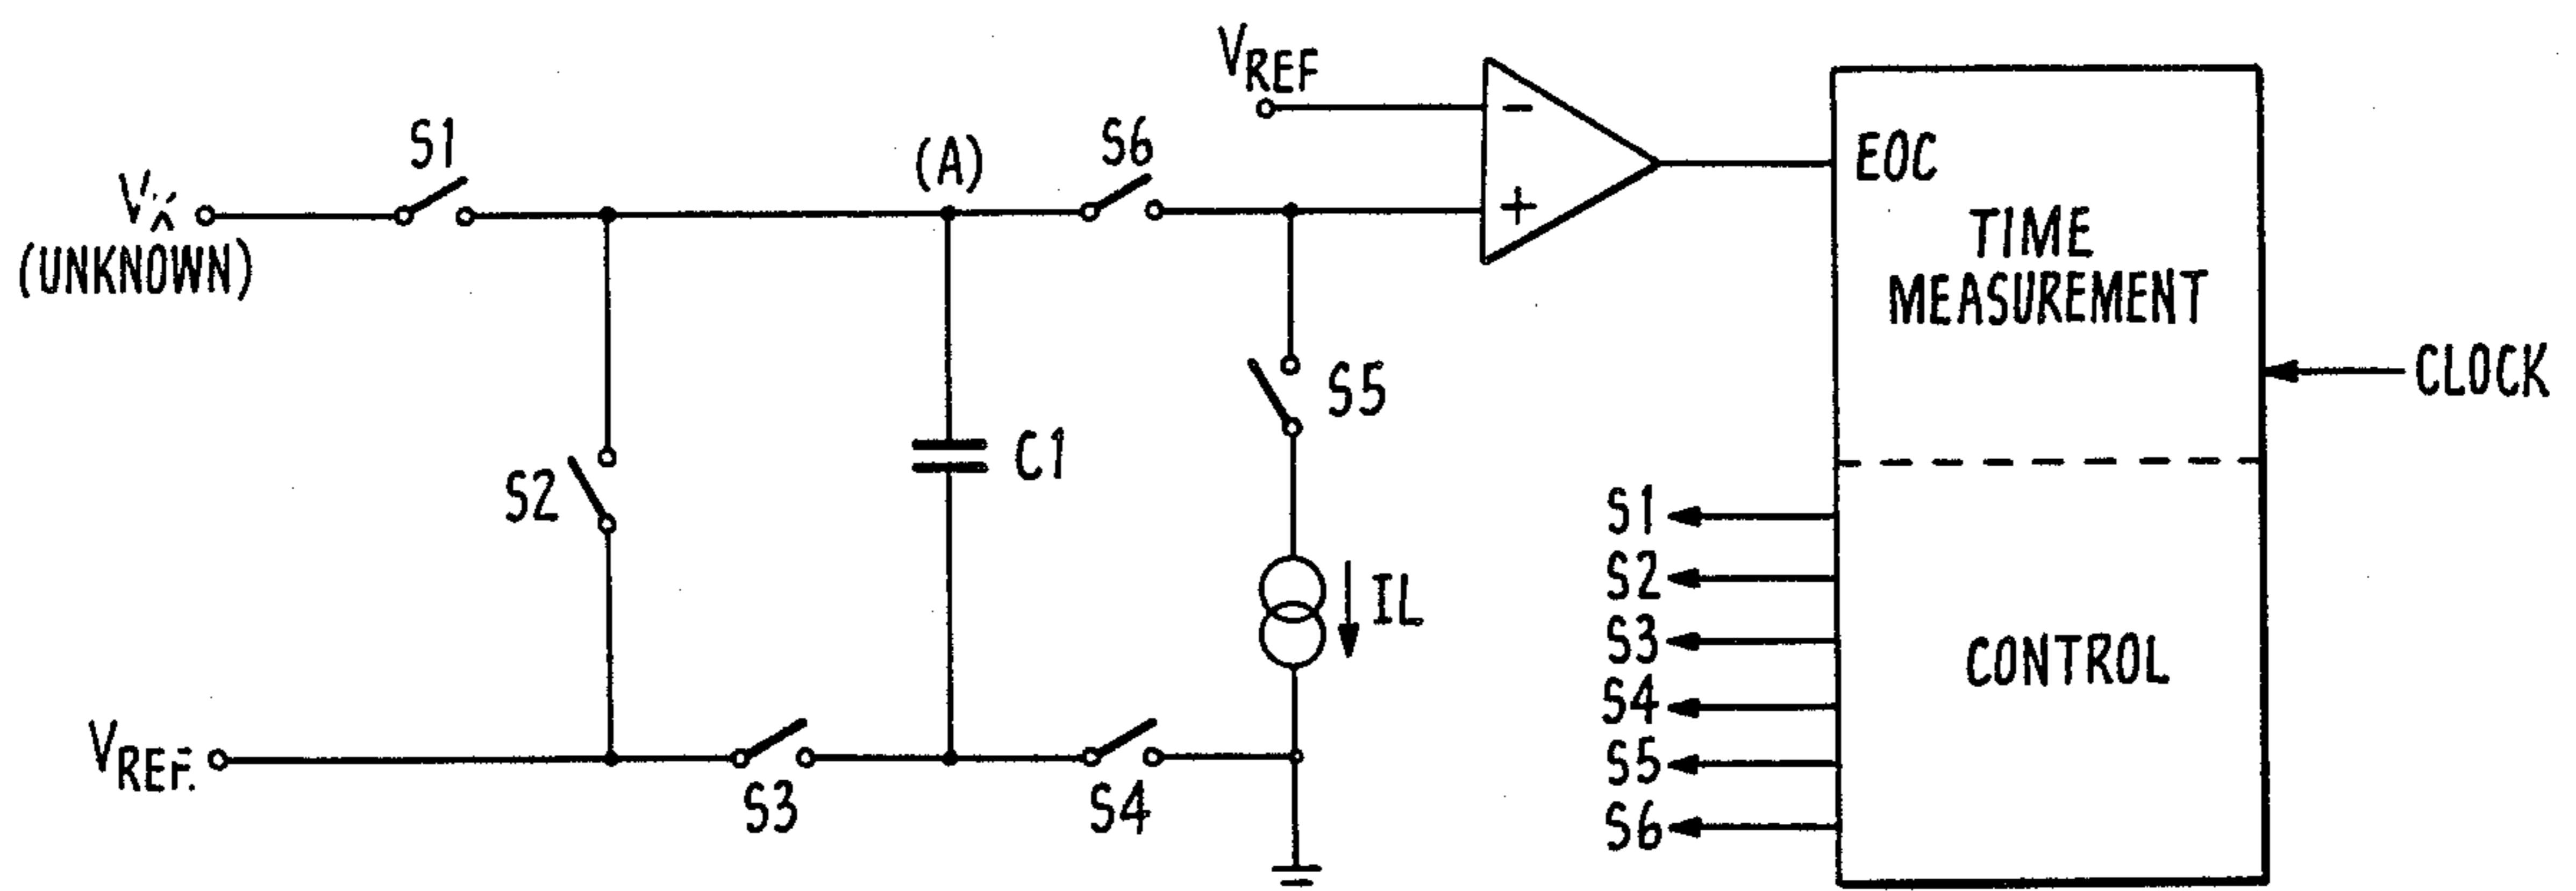 VREF
S1
(A)
S6
VX
(UNKNOWN)
-
+
EOC
TIME
MEASUREMENT
S5
CLOCK
S2
C1
IL
S1
S2
S3
S4
S5
S6
CONTROL
VREF.
S3
S4